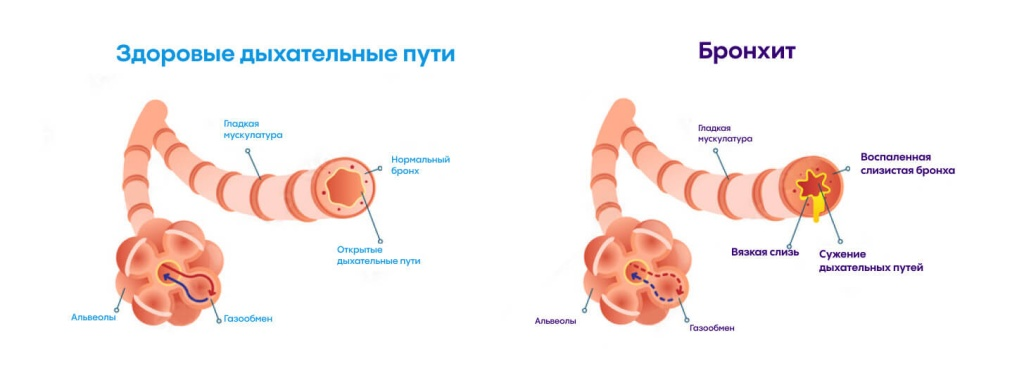 Здоровые дыхательные пути
Гладкая
мускулатура
Нормальный
бронх
Открытые
дыхательные пути
Альвеолы
Газообмен
Бронхит
Гладкая
мускулатура
Воспаленная
слизистая бронха
Вязкая слизь
Сужение
дыхательных путей
Альвеолы
Газообмен